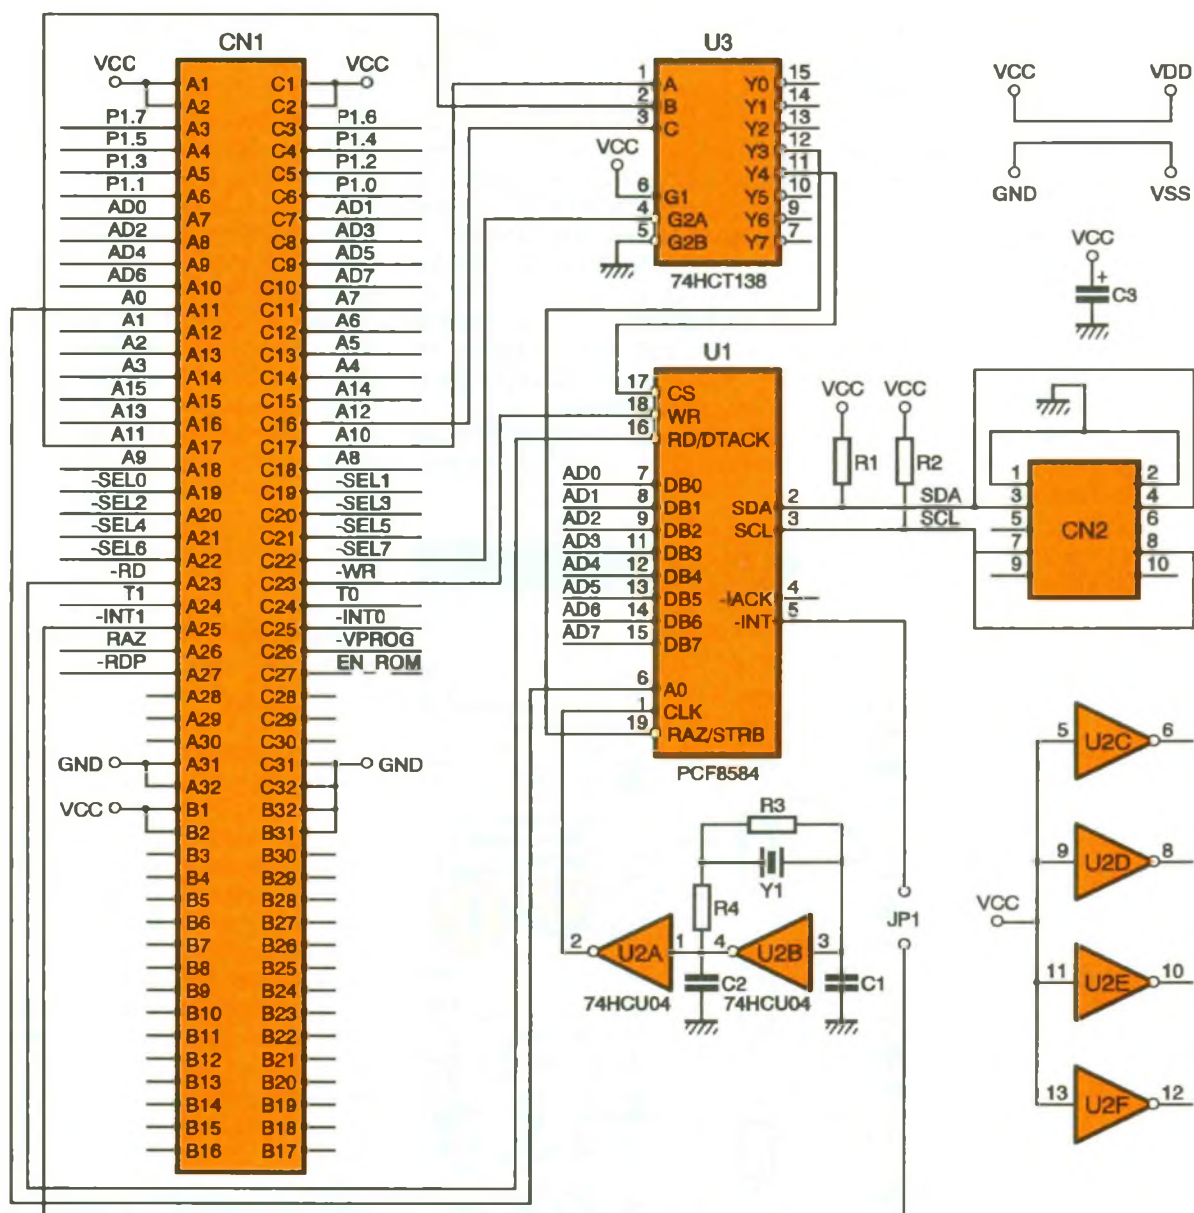 CN1
VCC
VCC
A1 C1
A2 C2
P1.7 A3 C3 P1.6
P1.5 A4 C4 P1.4
P1.3 A5 C5 P1.2
P1.1 A6 C6 P1.0
AD0 A7 C7 AD1
AD2 A8 C8 AD3
AD4 A9 C9 AD5
AD6 A10 C10 AD7
A0 A11 C11 A7
A1 A12 C12 A6
A2 A13 C13 A5
A3 A14 C14 A4
A15 A15 C15 A14
A13 A16 C16 A12
A11 A17 C17 A10
A9 A18 C18 A8
-SEL0 A19 C19 -SEL1
-SEL2 A20 C20 -SEL3
-SEL4 A21 C21 -SEL5
-SEL6 A22 C22 -SEL7
-RD A23 C23 -WR
T1 A24 C24 T0
-INT1 A25 C25 -INT0
RAZ A26 C26 -VPROG
-RDP A27 C27 EN_ROM
A28 C28
A29 C29
A30 C30
GND A31 C31 GND
A32 C32
VCC B1 B32
B2 B31
B3 B30
B4 B29
B5 B28
B6 B27
B7 B26
B8 B25
B9 B24
B10 B23
B11 B22
B12 B21
B13 B20
B14 B19
B15 B18
B16 B17
U3
1 A Y0 15
2 B Y1 14
3 C Y2 13
Y3 12
VCC
Y4 11
6 G1 Y5 10
4 G2A Y6 9
5 G2B Y7 7
74HCT138
U1
17 CS
18 WR
16 RD/DTACK
AD0 7 DB0
AD1 8 DB1 SDA 2
AD2 9 DB2 SCL 3
AD3 11 DB3
AD4 12 DB4
AD5 13 DB5 -IACK 4
AD6 14 DB6 -INT 5
AD7 15 DB7
6 A0
1 CLK
19 RAZ/STRB
PCF8584
VCC VDD
GND VSS
VCC
+
C3
VCC VCC
R1 R2
SDA
SCL
CN2
1 2
3 4
5 6
7 8
9 10
R3
Y1
R4
2 U2A 1
4 U2B 3
C2
C1
74HCU04 74HCU04
JP1
VCC
5 U2C 6
9 U2D 8
11 U2E 10
13 U2F 12